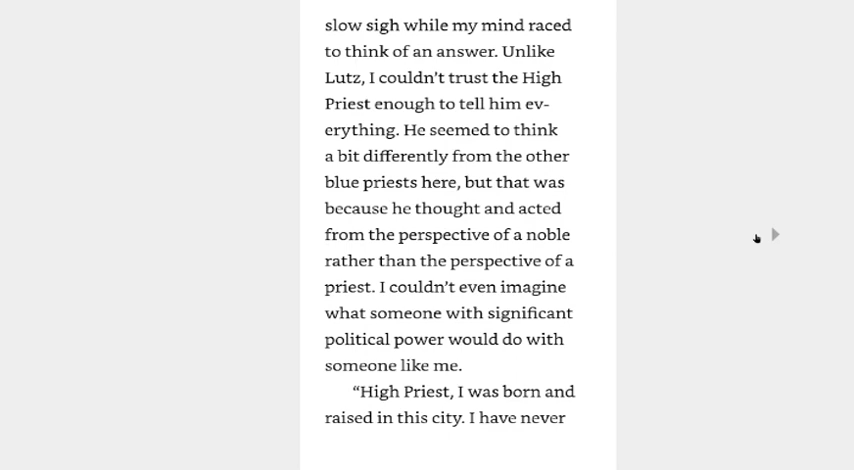 slow sigh while my mind raced
to think of an answer. Unlike
Lutz, I couldn’t trust the High
Priest enough to tell him ev-
erything. He seemed to think
a bit differently from the other
blue priests here, but that was
because he thought and acted
from the perspective of a noble
rather than the perspective of a
priest. I couldn’t even imagine
what someone with significant
political power would do with
someone like me.
“High Priest, I was born and
raised in this city. I have never